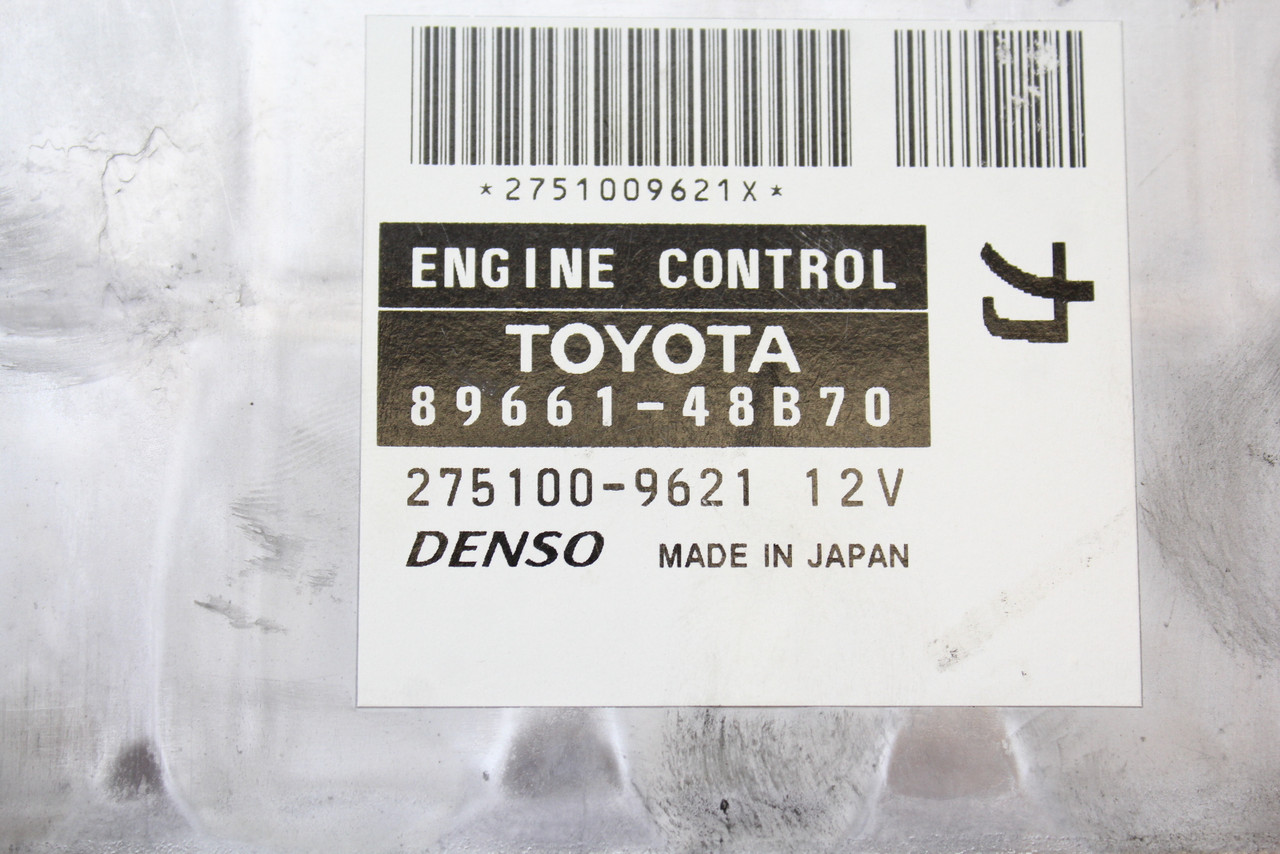 *2751009621X*
ENGINE CONTROL
TOYOTA
89661-48B70
275100-9621 12V
DENSO MADE IN JAPAN